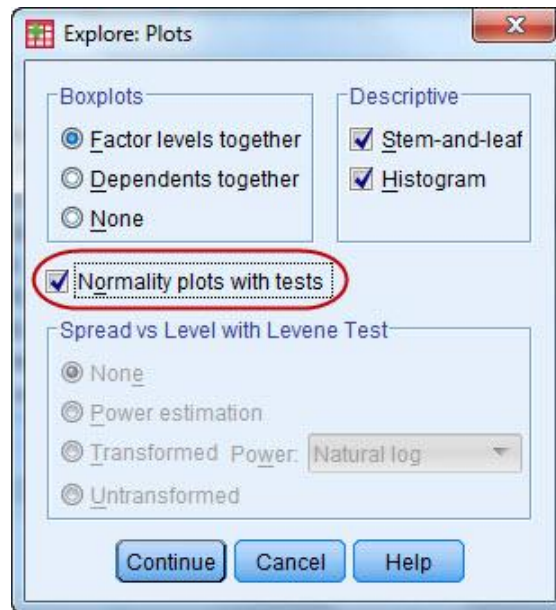 Explore: Plots
Boxplots
Factor levels together
Dependents together
None
Descriptive
Stem-and-leaf
Histogram
Normality plots with tests
Spread vs Level with Levene Test
None
Power estimation
Transformed Power: Natural log
Untransformed
Continue Cancel Help